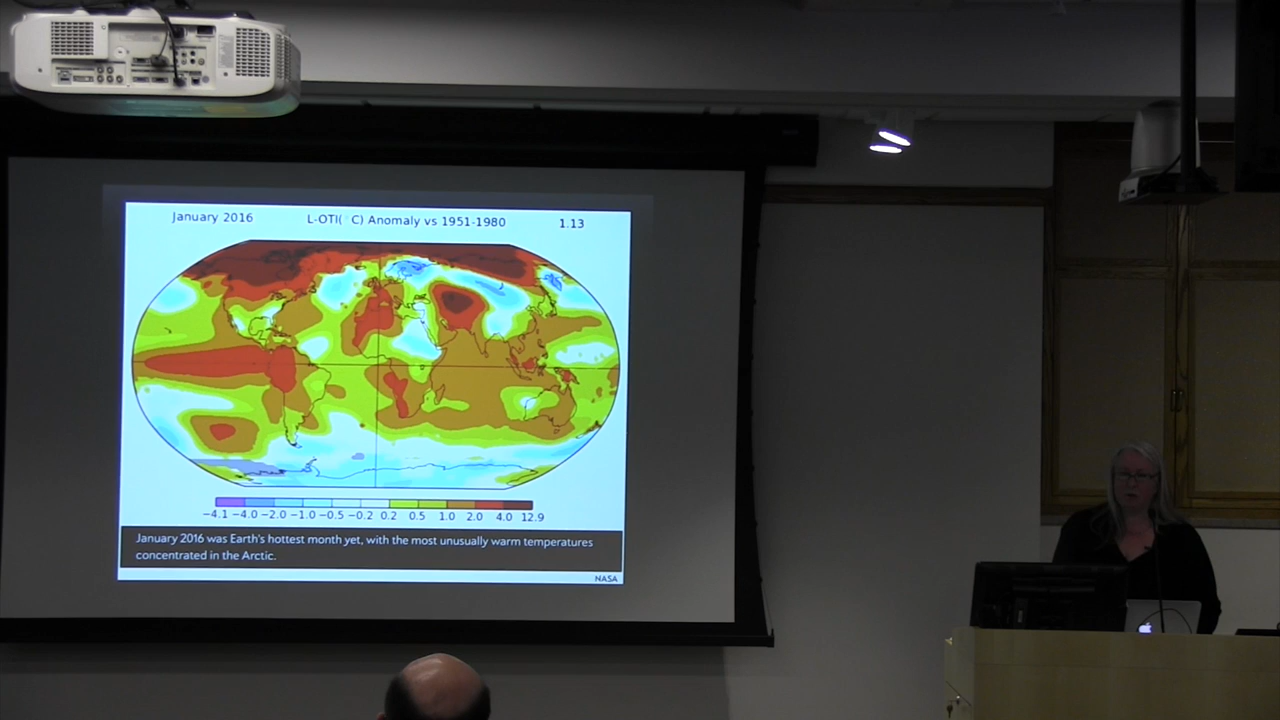 January 2016 L-OTI(°C) Anomaly vs 1951-1980 1.13
−4.1 −4.0 −2.0 −1.0 −0.5 −0.2 0.2 0.5 1.0 2.0 4.0 12.9
January 2016 was Earth's hottest month yet, with the most unusually warm temperatures
concentrated in the Arctic.
NASA